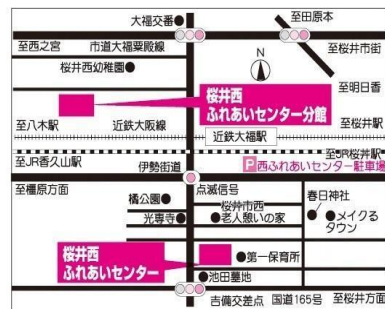 大福交番
至田原本
至西之宮
市道大福粟殿線
至桜井市街
桜井西幼稚園
N
至明日香
桜井西
ふれあいセンター分館
至八木駅
近鉄大阪線
近鉄大福駅
至桜井駅
至JR香久山駅
伊勢街道
至JR桜井駅
P西ふれあいセンター駐車場
至橿原方面
点滅信号
橘公園
桜井市西
老人憩いの家
春日神社
光専寺
メイクる
タウン
桜井西
ふれあいセンター
第一保育所
池田墓地
吉備交差点
国道165号
至桜井方面